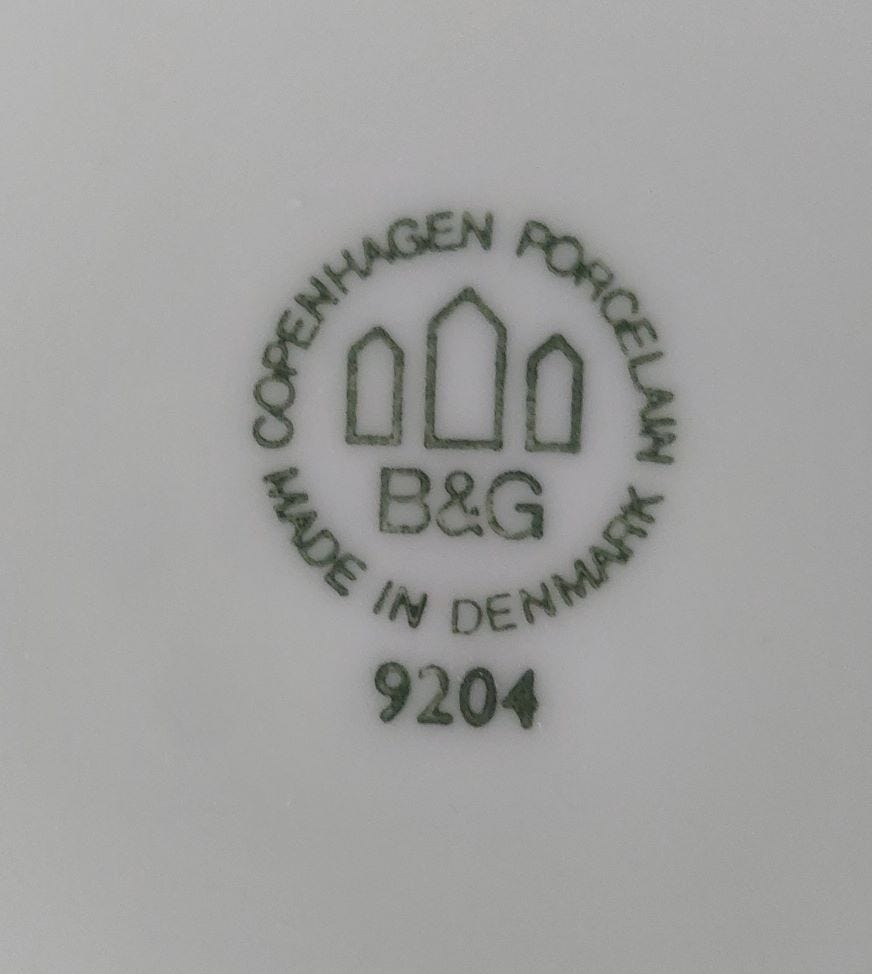 COPENHAGEN PORCELAIN
B&G
MADE IN DENMARK
9204